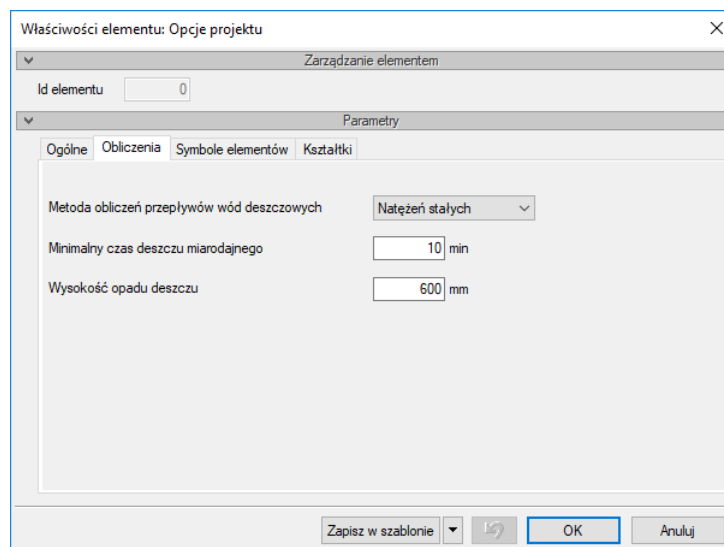 Właściwości elementu: Opcje projektu
Zarządzanie elementem
Id elementu 0
Parametry
Ogólne Obliczenia Symbole elementów Kształtki
Metoda obliczeń przepływów wód deszczowych Natężeń stałych
Minimalny czas deszczu miarodajnego 10 min
Wysokość opadu deszczu 600 mm
Zapisz w szablonie OK Anuluj